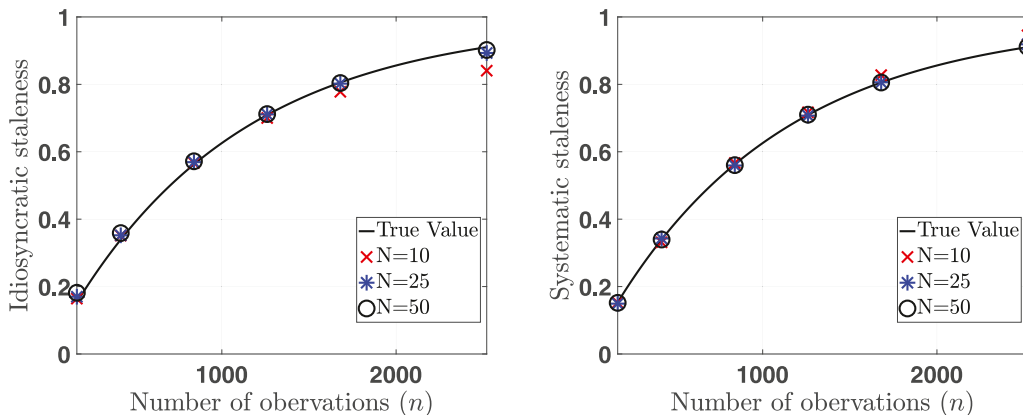 Idiosyncratic staleness
1
0.8
0.6
0.4
0.2
0
1000
2000
Number of obervations (n)
True Value
N=10
N=25
N=50
Systematic staleness
1
0.8
0.6
0.4
0.2
0
1000
2000
Number of obervations (n)
True Value
N=10
N=25
N=50